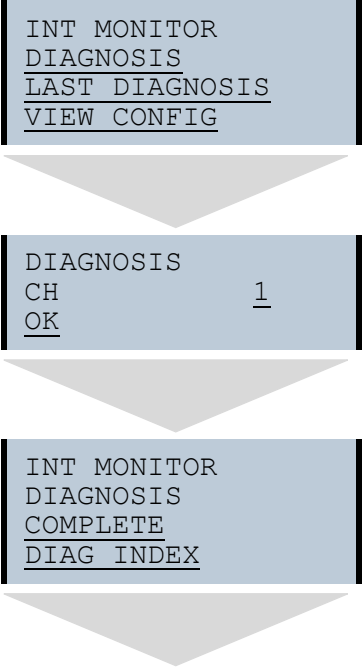 INT MONITOR
DIAGNOSIS
LAST DIAGNOSIS
VIEW CONFIG
DIAGNOSIS
CH 1
OK
INT MONITOR
DIAGNOSIS
COMPLETE
DIAG INDEX